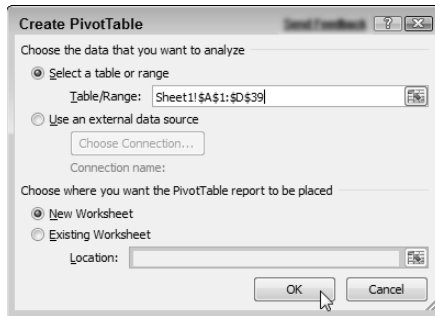 Create PivotTable
Send Feedback
Choose the data that you want to analyze
Select a table or range
Table/Range: Sheet1!$A$1:$D$39
Use an external data source
Choose Connection...
Connection name:
Choose where you want the PivotTable report to be placed
New Worksheet
Existing Worksheet
Location:
OK Cancel